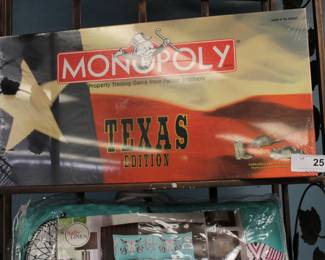 MONOPOLY
Property Trading Game from Parker Brothers
TEXAS
EDITION
25